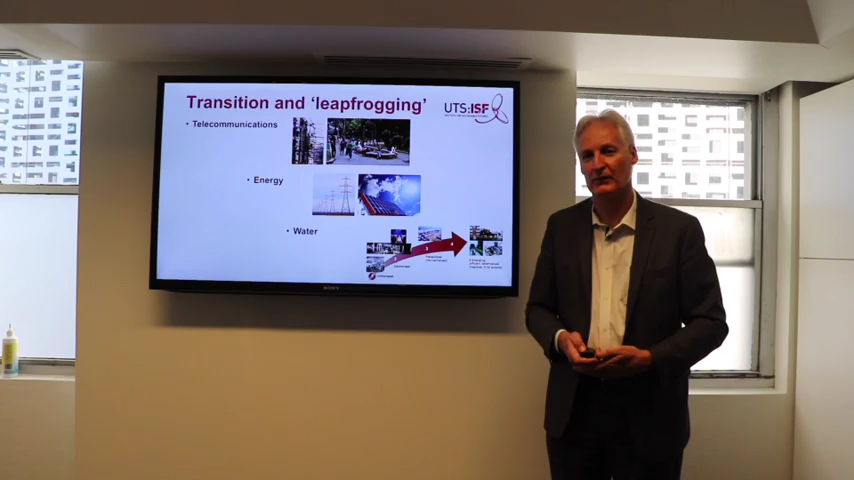 Transition and 'leapfrogging'
UTS:ISF
• Telecommunications
• Energy
• Water
SONY